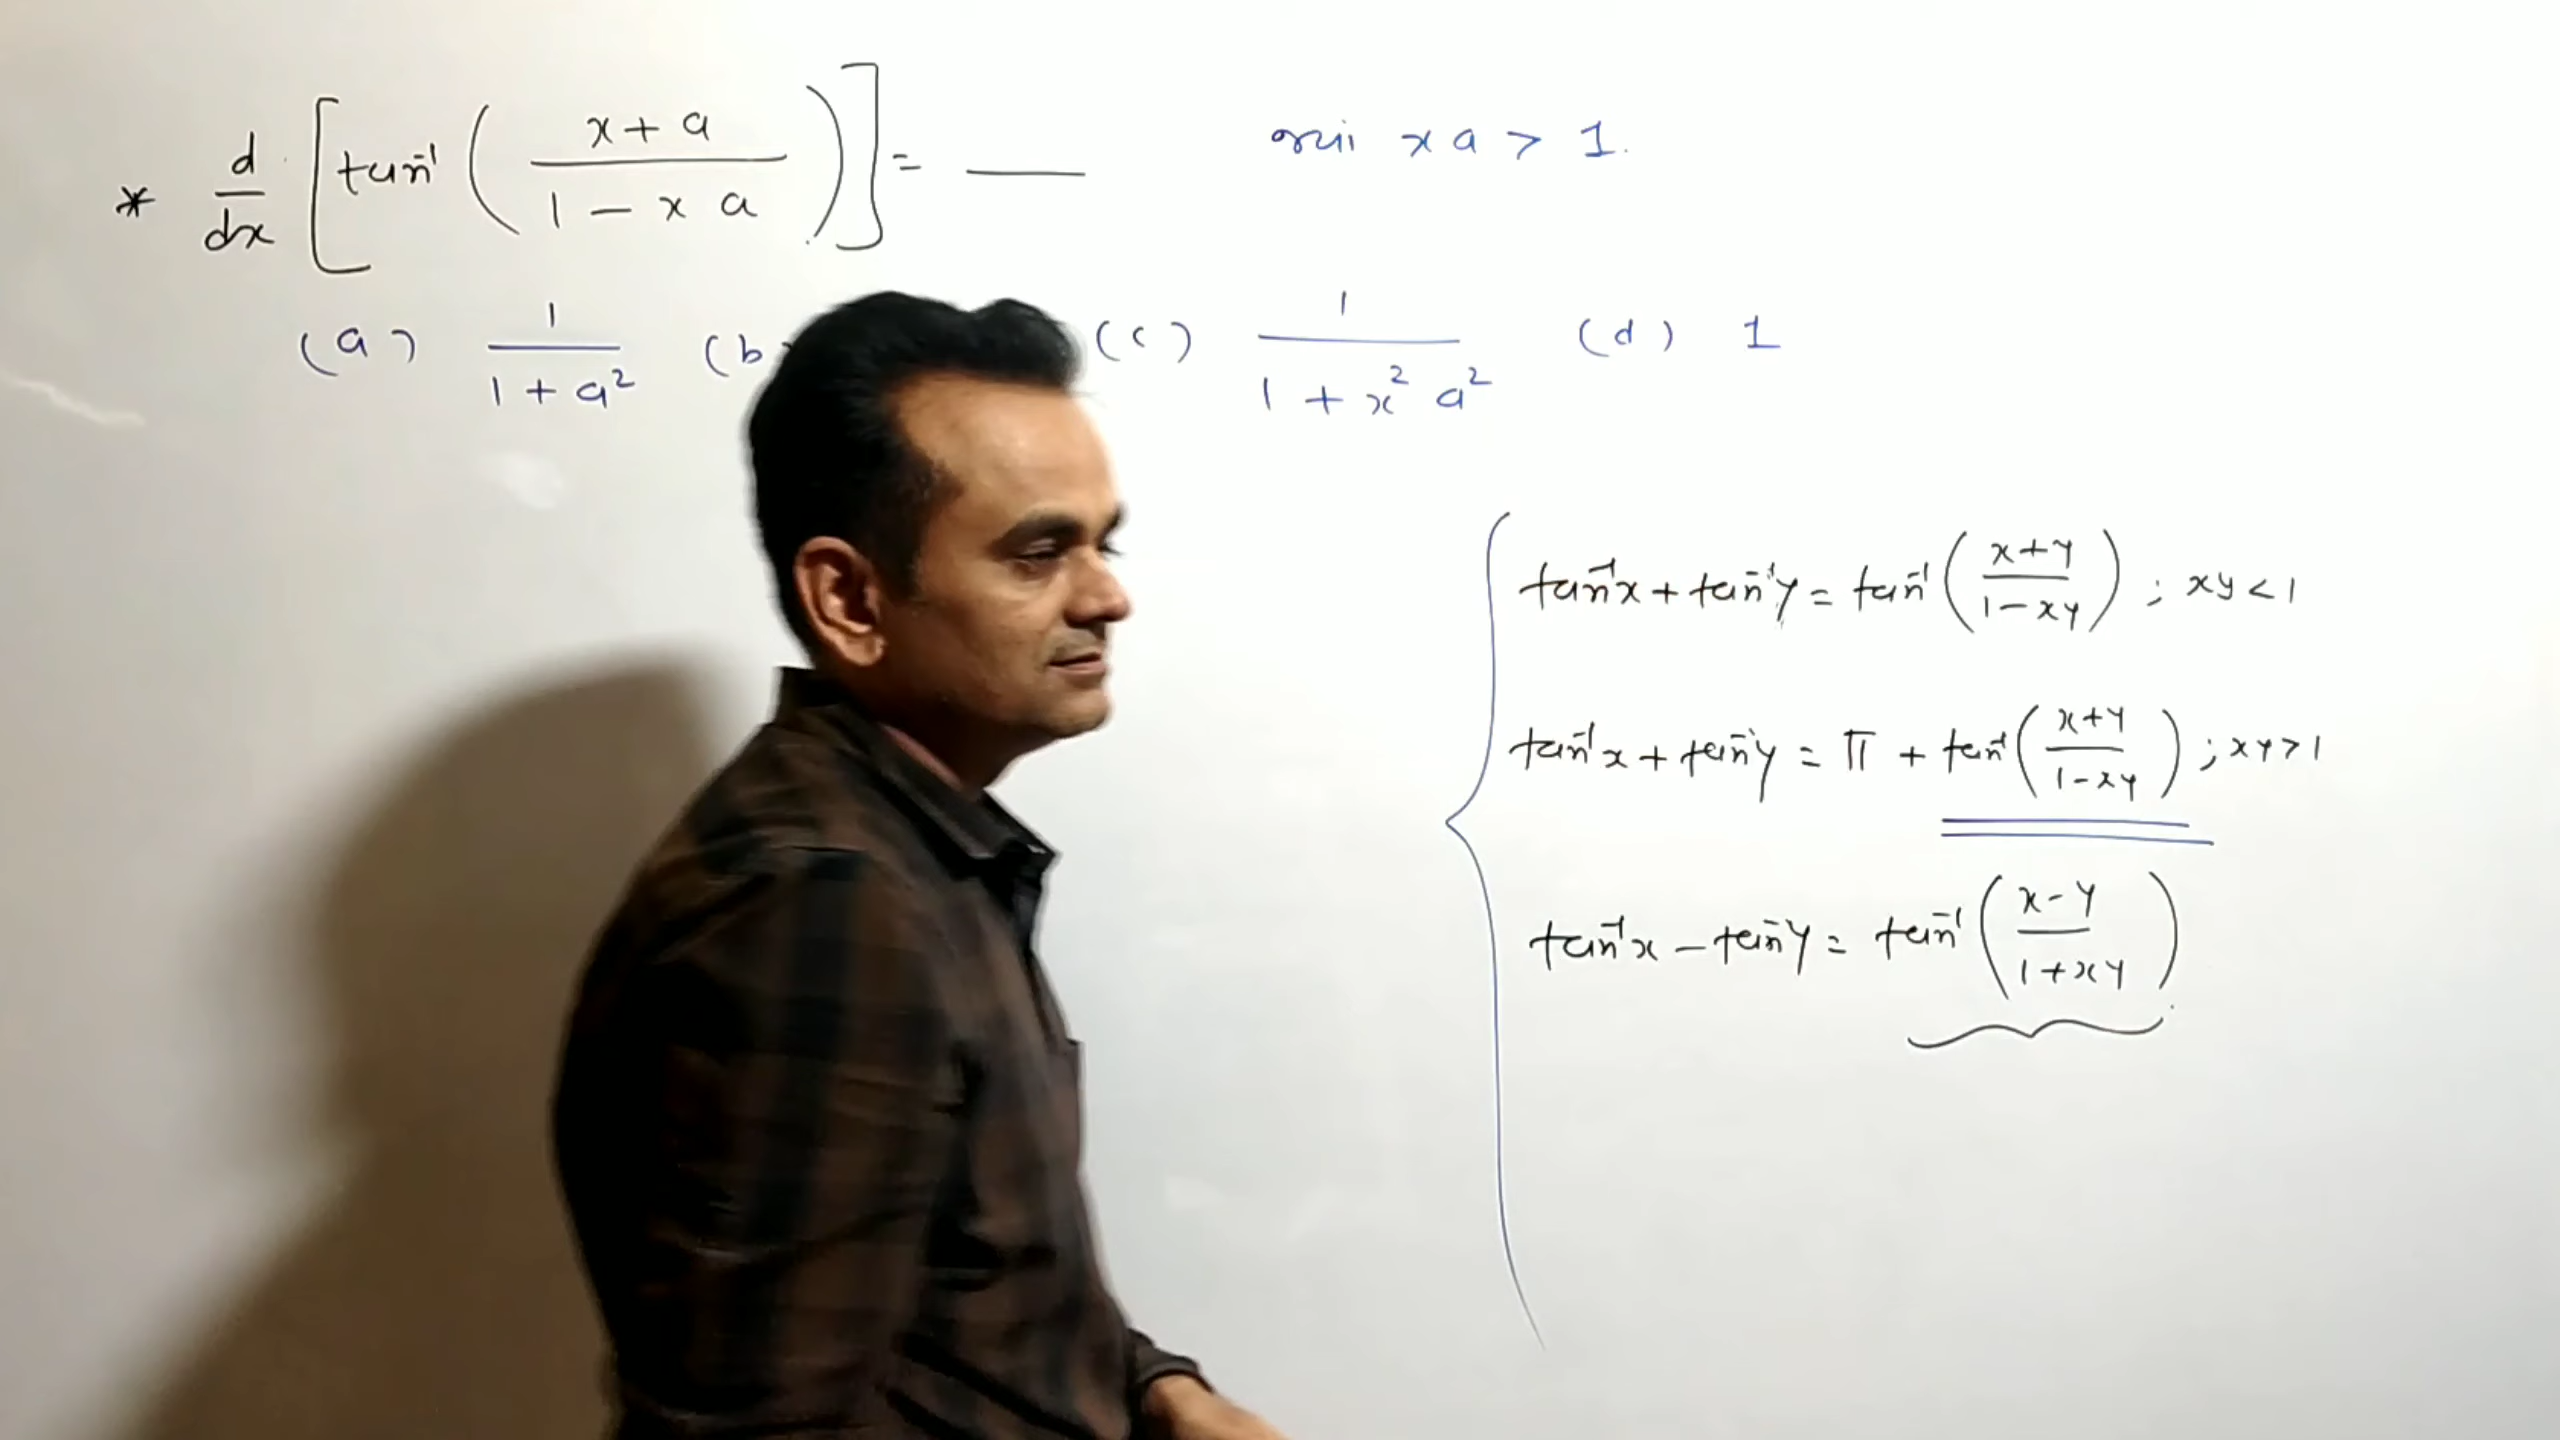 * d/dx [tan⁻¹ (x + a / 1 - x a)] = ___ જ્યાં x a > 1.
(a) 1 / 1 + a² (b (c) 1 / 1 + x² a² (d) 1
tan⁻¹x + tan⁻¹y = tan⁻¹ (x+y / 1-xy) ; xy < 1
tan⁻¹x + tan⁻¹y = π + tan⁻¹ (x+y / 1-xy) ; xy > 1
tan⁻¹x - tan⁻¹y = tan⁻¹ (x-y / 1+xy)